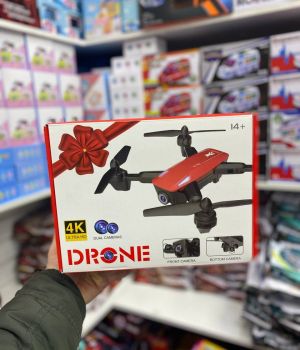 14+
4K
ULTRA HD
DUAL CAMERAS
DRONE
FRONT CAMERA
BOTTOM CAMERA